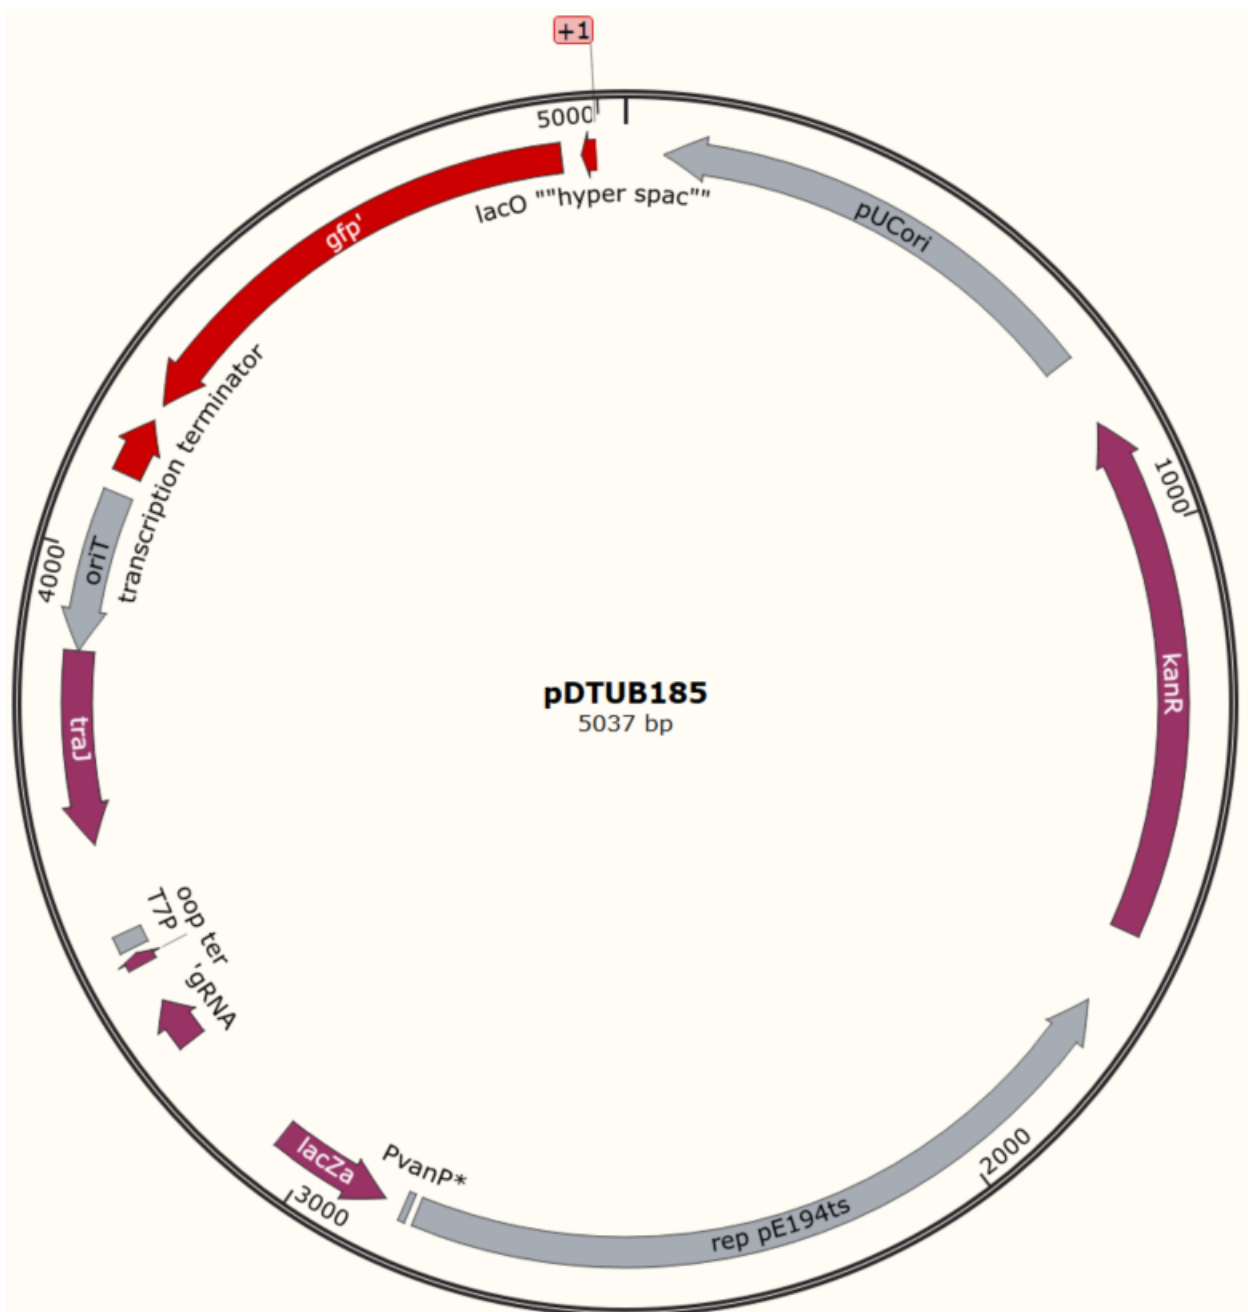 +1
5000
lacO ""hyper spac""
pUCori
gfp'
transcription terminator
1000
oriT
4000
kanR
traJ
pDTUB185
5037 bp
T7P
oop ter
'gRNA
lacZa
PvanP*
3000
rep pE194ts
2000